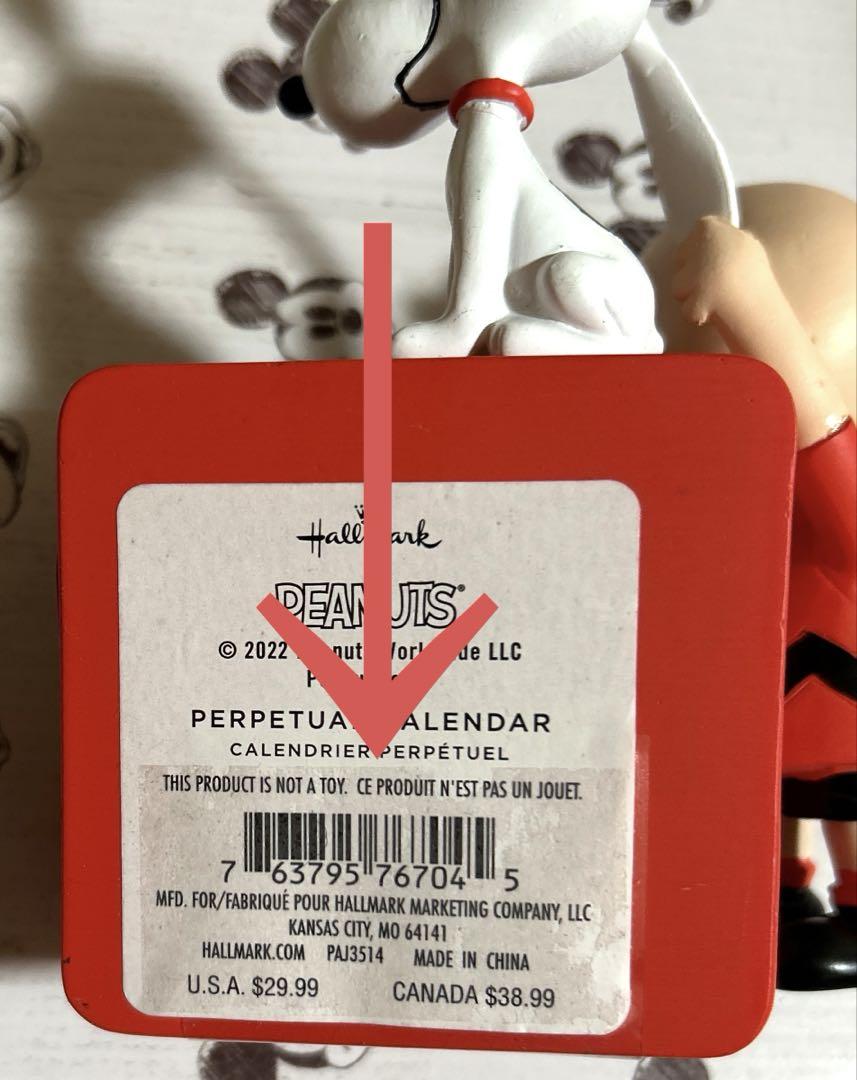 Hallmark
PEANUTS®
© 2022 LLC
PERPETUAL CALENDAR
CALENDRIER PERPÉTUEL
THIS PRODUCT IS NOT A TOY. CE PRODUIT N'EST PAS UN JOUET.
7 63795 76704 5
MFD. FOR/FABRIQUÉ POUR HALLMARK MARKETING COMPANY, LLC
KANSAS CITY, MO 64141
HALLMARK.COM PAJ3514 MADE IN CHINA
U.S.A. $29.99 CANADA $38.99